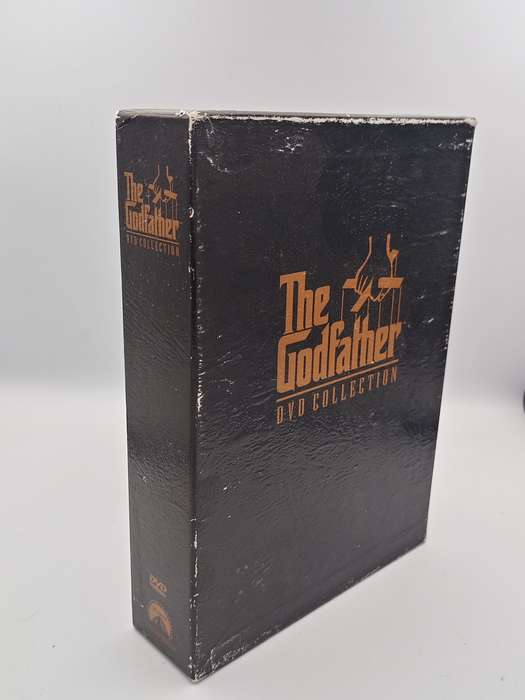 The
Godfather
DVD COLLECTION
DVD
The
Godfather
DVD COLLECTION